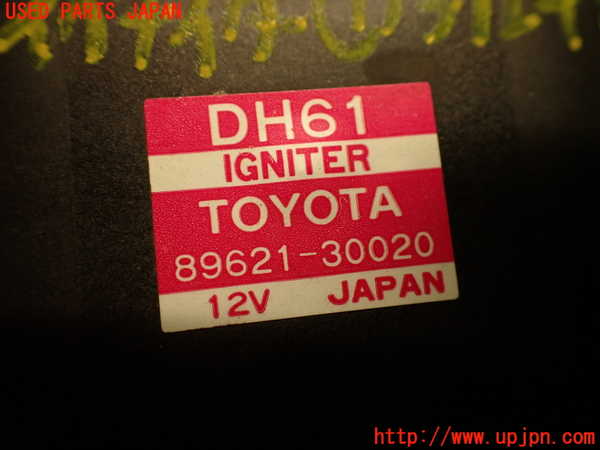 USED PARTS JAPAN
DH61
IGNITER
TOYOTA
89621-30020
12V JAPAN
http://www.upjpn.com